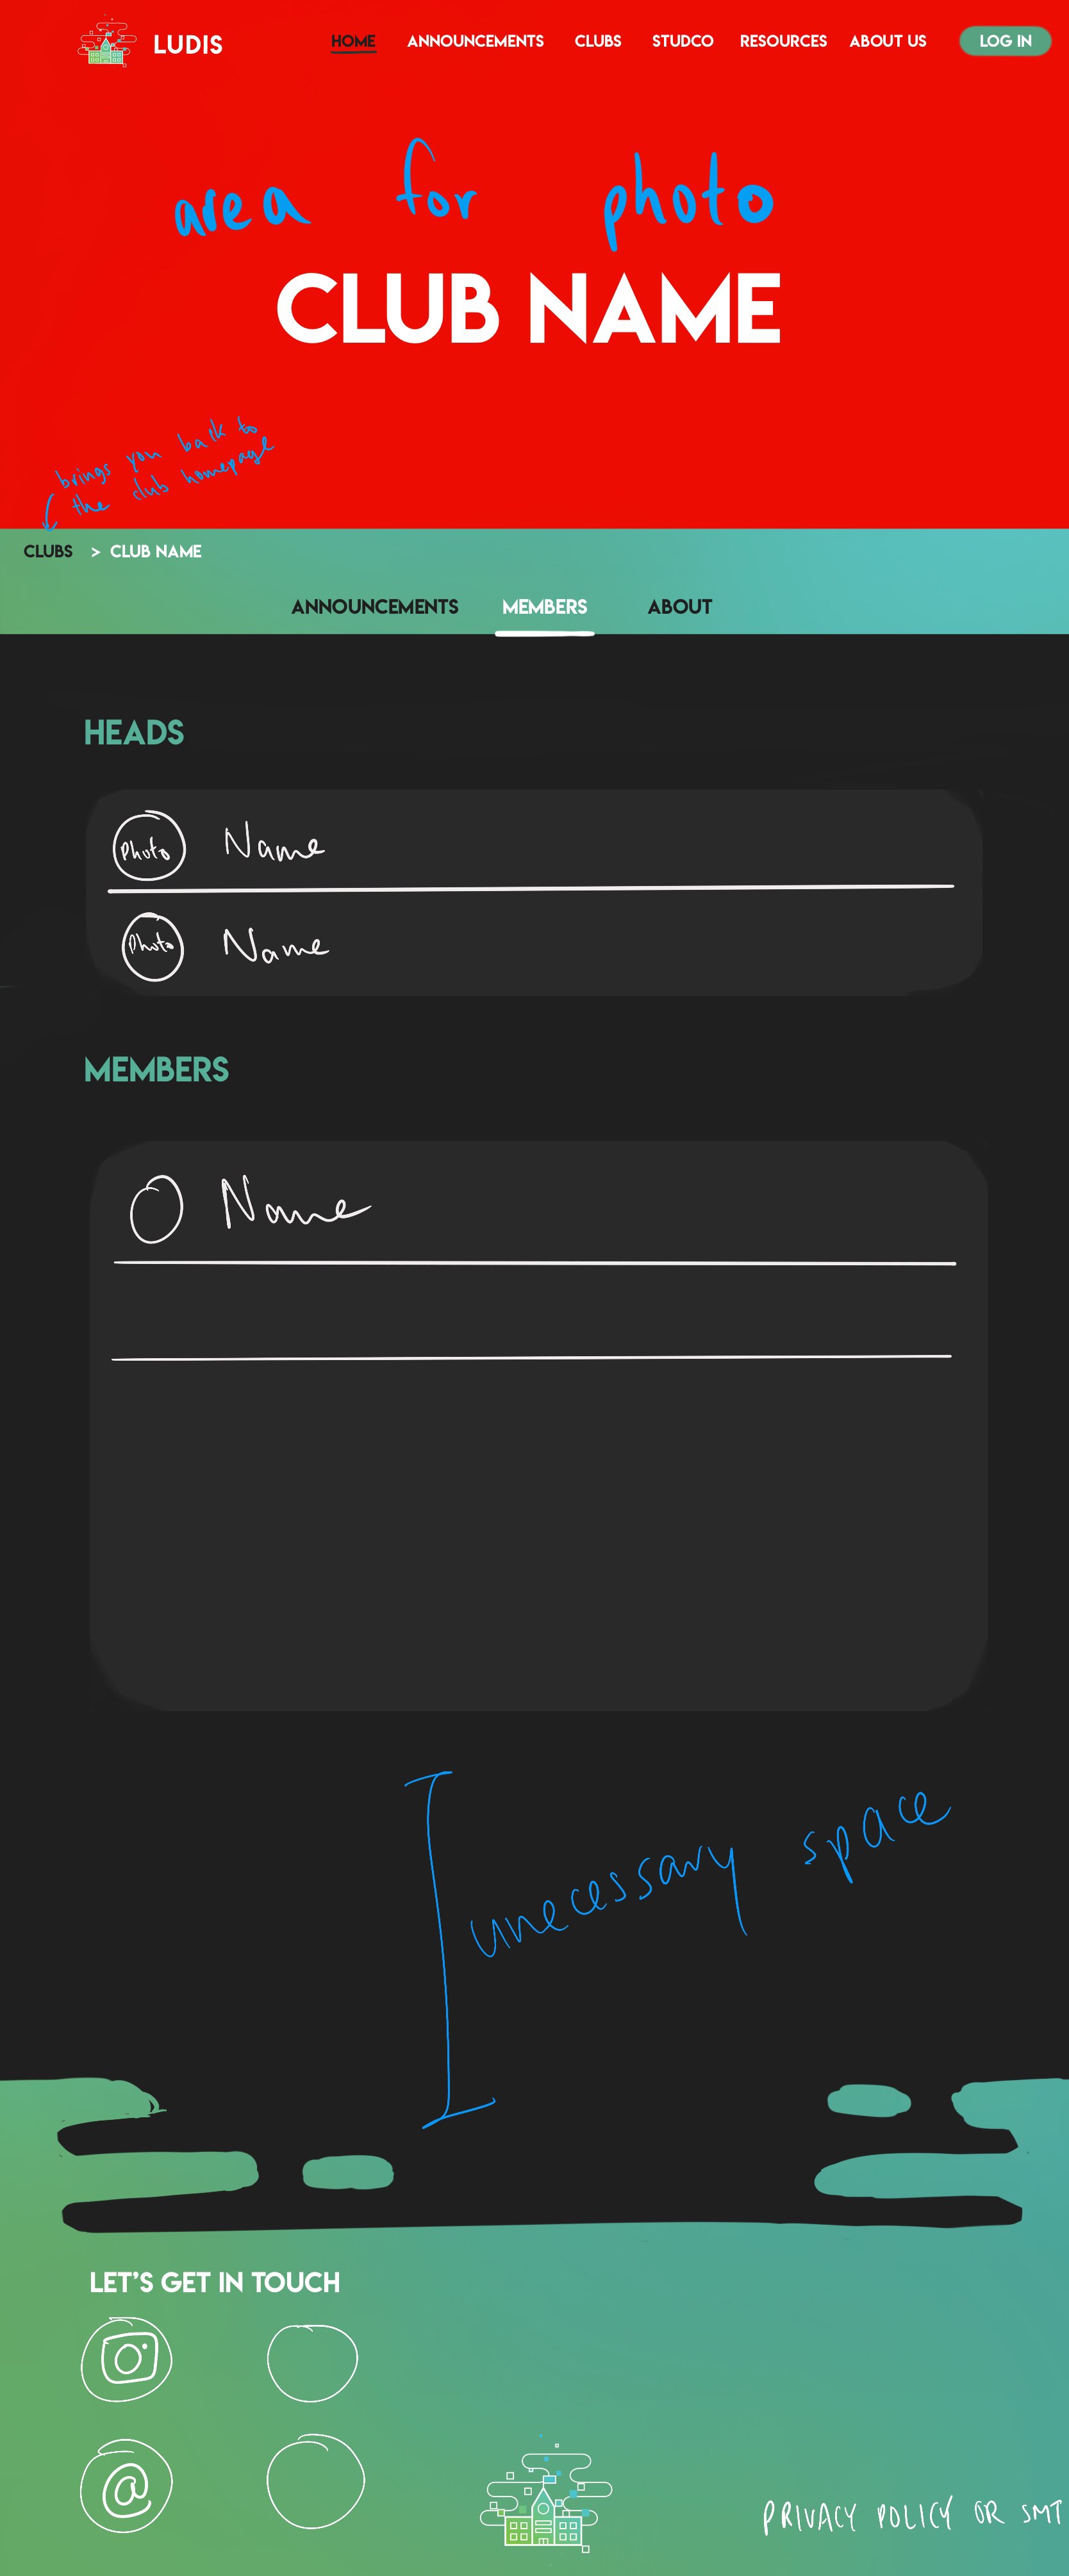 LUDIS
HOME ANNOUNCEMENTS CLUBS STUDCO RESOURCES ABOUT US LOG IN
area for photo
CLUB NAME
brings you back to
the club homepage
CLUBS > CLUB NAME
ANNOUNCEMENTS MEMBERS ABOUT
HEADS
Photo Name
Photo Name
MEMBERS
Name
unecessary space
LET'S GET IN TOUCH
@
PRIVACY POLICY OR SMT